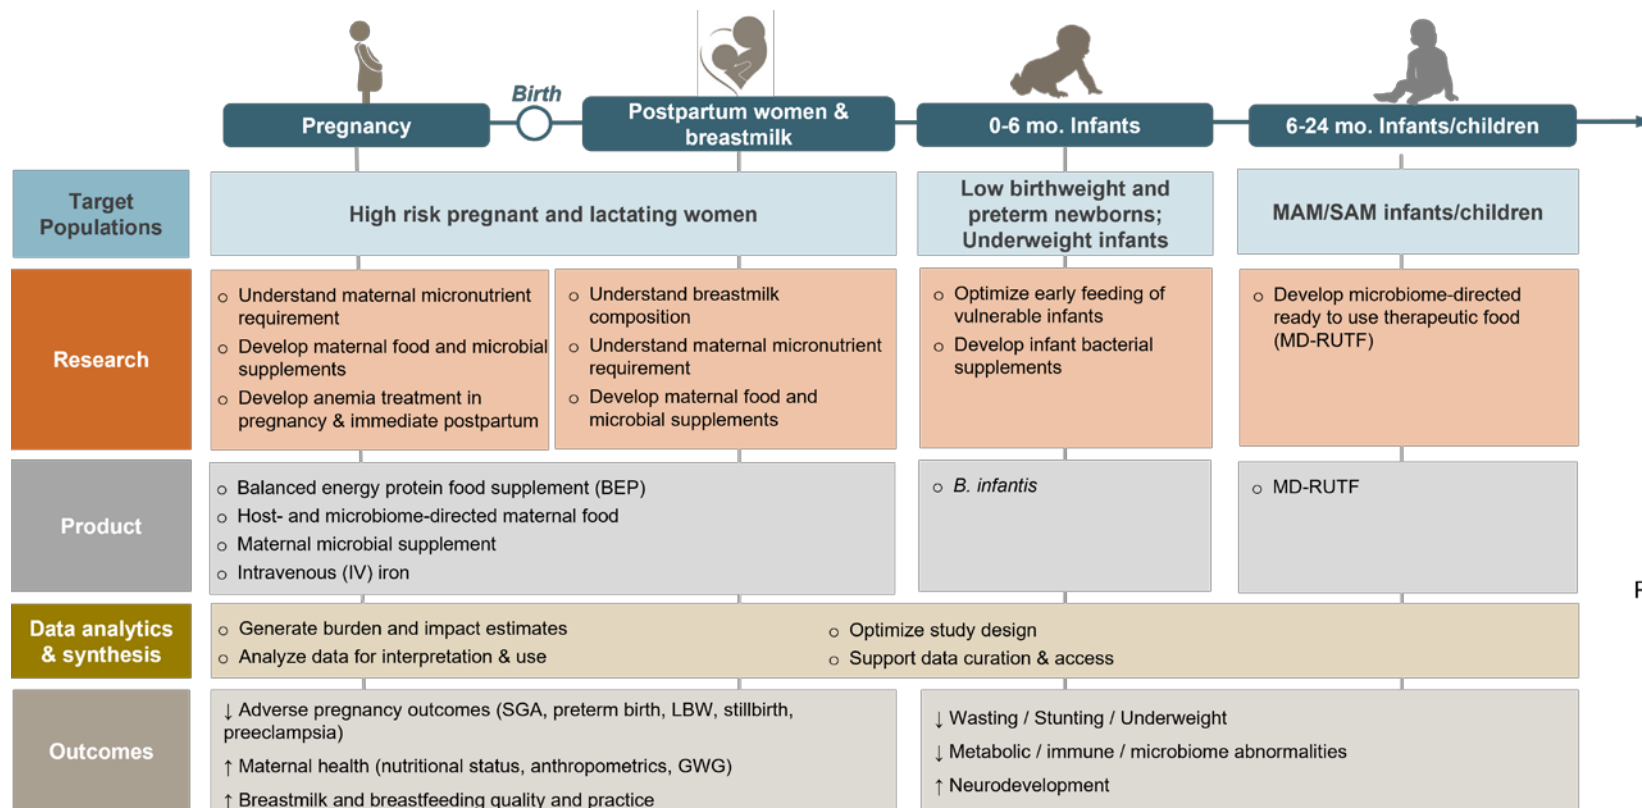 Birth
Pregnancy
Postpartum women &
breastmilk
0-6 mo. Infants
6-24 mo. Infants/children
Target
Populations
High risk pregnant and lactating women
Low birthweight and
preterm newborns;
Underweight infants
MAM/SAM infants/children
Research
o Understand maternal micronutrient
requirement
o Develop maternal food and microbial
supplements
o Develop anemia treatment in
pregnancy & immediate postpartum
o Understand breastmilk
composition
o Understand maternal micronutrient
requirement
o Develop maternal food and
microbial supplements
o Optimize early feeding of
vulnerable infants
o Develop infant bacterial
supplements
o Develop microbiome-directed
ready to use therapeutic food
(MD-RUTF)
Product
o Balanced energy protein food supplement (BEP)
o Host- and microbiome-directed maternal food
o Maternal microbial supplement
o Intravenous (IV) iron
o B. infantis
o MD-RUTF
Data analytics
& synthesis
o Generate burden and impact estimates
o Analyze data for interpretation & use
o Optimize study design
o Support data curation & access
Outcomes
↓ Adverse pregnancy outcomes (SGA, preterm birth, LBW, stillbirth,
preeclampsia)
↑ Maternal health (nutritional status, anthropometrics, GWG)
↑ Breastmilk and breastfeeding quality and practice
↓ Wasting / Stunting / Underweight
↓ Metabolic / immune / microbiome abnormalities
↑ Neurodevelopment